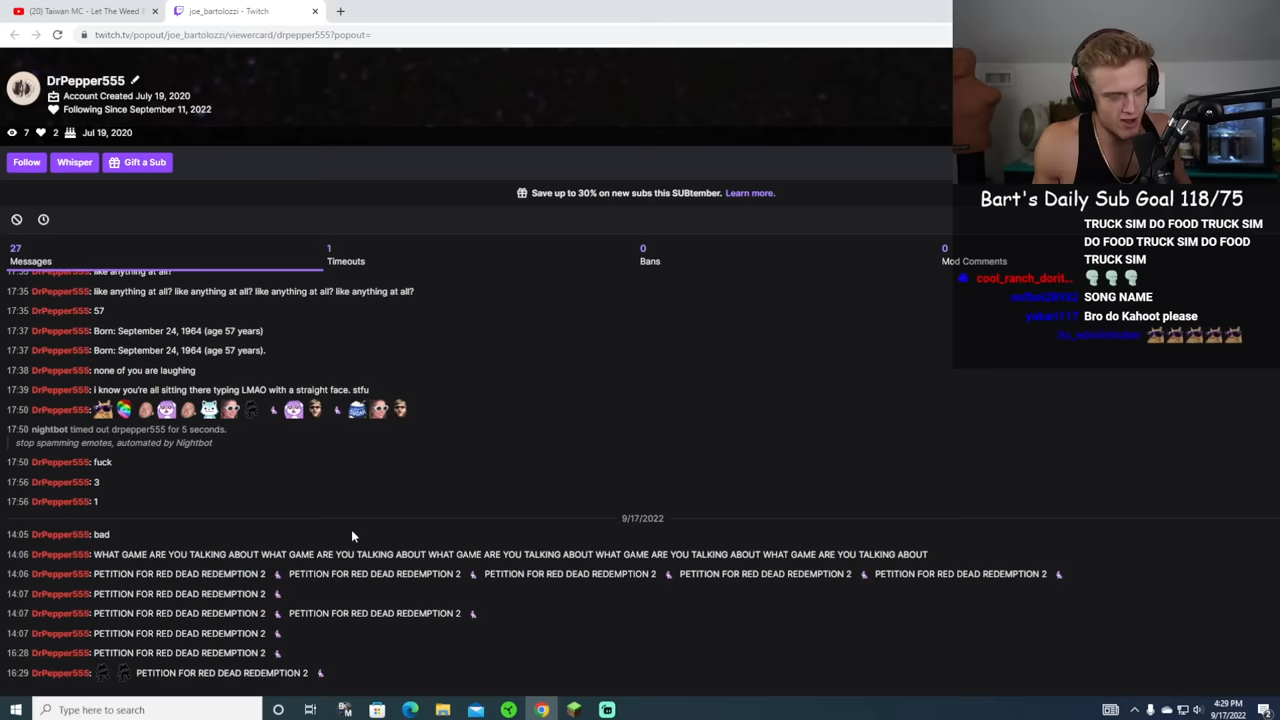 (20) Taiwan MC - Let The Weed
joe_bartolozzi - Twitch
twitch.tv/popout/joe_bartolozzi/viewercard/drpepper555?popout=
DrPepper555
Account Created July 19, 2020
Following Since September 11, 2022
7 2 Jul 19, 2020
Follow Whisper Gift a Sub
Save up to 30% on new subs this SUBtember. Learn more.
27 1 0 0
Messages Timeouts Bans Mod Comments
17:35 DrPepper555: like anything at all?
17:35 DrPepper555: like anything at all? like anything at all? like anything at all? like anything at all?
17:35 DrPepper555: 57
17:37 DrPepper555: Born: September 24, 1964 (age 57 years)
17:37 DrPepper555: Born: September 24, 1964 (age 57 years).
17:38 DrPepper555: none of you are laughing
17:39 DrPepper555: i know you're all sitting there typing LMAO with a straight face. stfu
17:50 DrPepper555:
17:50 nightbot timed out drpepper555 for 5 seconds.
stop spamming emotes, automated by Nightbot
17:50 DrPepper555: fuck
17:56 DrPepper555: 3
17:56 DrPepper555: 1
9/17/2022
14:05 DrPepper555: bad
14:06 DrPepper555: WHAT GAME ARE YOU TALKING ABOUT WHAT GAME ARE YOU TALKING ABOUT WHAT GAME ARE YOU TALKING ABOUT WHAT GAME ARE YOU TALKING ABOUT WHAT GAME ARE YOU TALKING ABOUT
14:06 DrPepper555: PETITION FOR RED DEAD REDEMPTION 2 PETITION FOR RED DEAD REDEMPTION 2 PETITION FOR RED DEAD REDEMPTION 2 PETITION FOR RED DEAD REDEMPTION 2 PETITION FOR RED DEAD REDEMPTION 2
14:07 DrPepper555: PETITION FOR RED DEAD REDEMPTION 2
14:07 DrPepper555: PETITION FOR RED DEAD REDEMPTION 2 PETITION FOR RED DEAD REDEMPTION 2
14:07 DrPepper555: PETITION FOR RED DEAD REDEMPTION 2
16:28 DrPepper555: PETITION FOR RED DEAD REDEMPTION 2
16:29 DrPepper555: PETITION FOR RED DEAD REDEMPTION 2
Bart's Daily Sub Goal 118/75
TRUCK SIM DO FOOD TRUCK SIM
DO FOOD TRUCK SIM DO FOOD
TRUCK SIM
cool_ranch_dorit...
SONG NAME
yakari117 Bro do Kahoot please
Type here to search
4:29 PM
9/17/2022